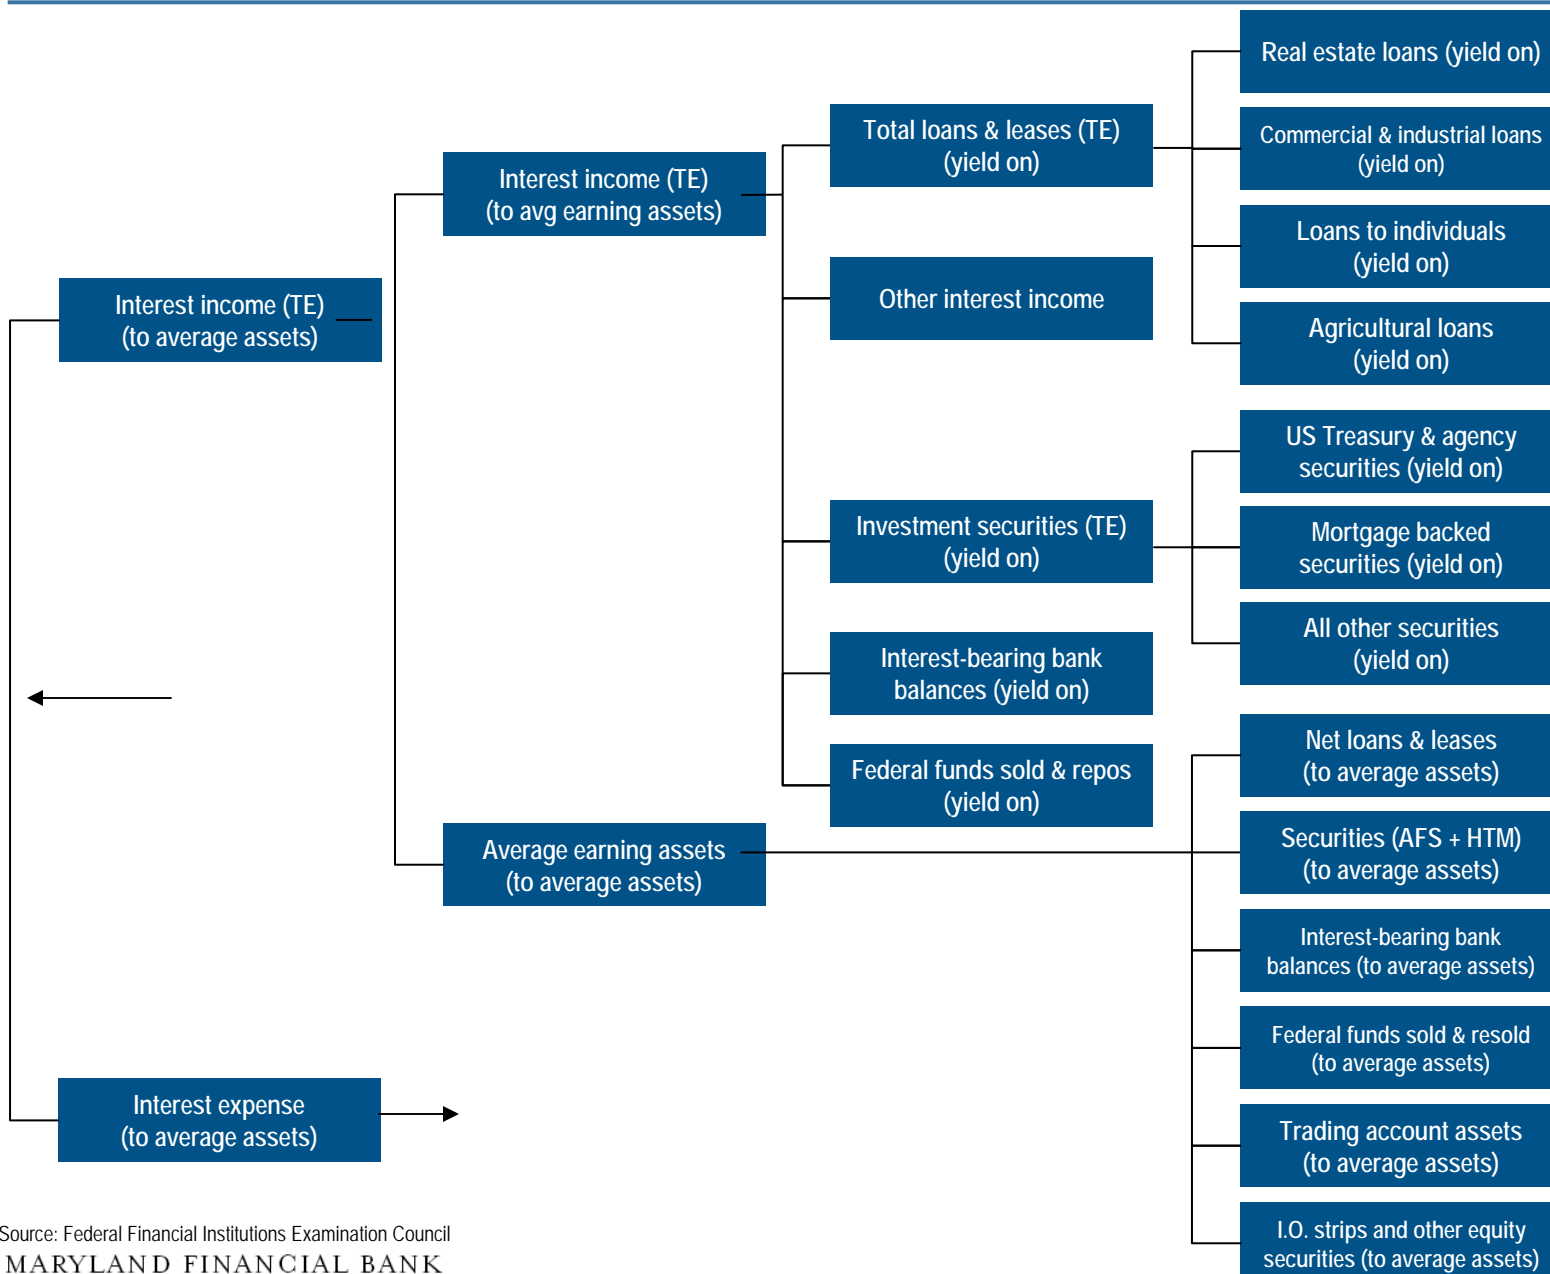 Real estate loans (yield on)
Total loans & leases (TE)
(yield on)
Commercial & industrial loans
(yield on)
Interest income (TE)
(to avg earning assets)
Loans to individuals
(yield on)
Interest income (TE)
(to average assets)
Other interest income
Agricultural loans
(yield on)
US Treasury & agency
securities (yield on)
Investment securities (TE)
(yield on)
Mortgage backed
securities (yield on)
All other securities
(yield on)
Interest-bearing bank
balances (yield on)
Net loans & leases
(to average assets)
Federal funds sold & repos
(yield on)
Average earning assets
(to average assets)
Securities (AFS + HTM)
(to average assets)
Interest-bearing bank
balances (to average assets)
Federal funds sold & resold
(to average assets)
Interest expense
(to average assets)
Trading account assets
(to average assets)
I.O. strips and other equity
securities (to average assets)
Source: Federal Financial Institutions Examination Council
MARYLAND FINANCIAL BANK